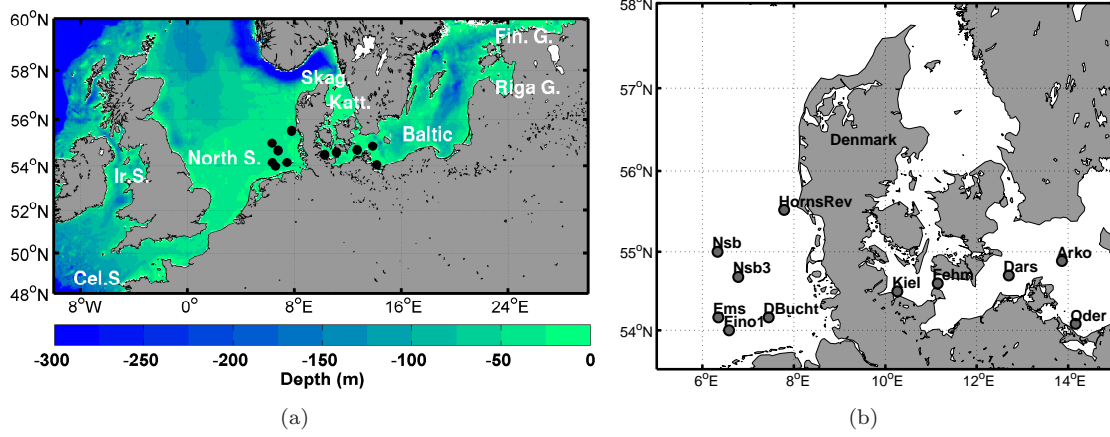 60°N
58°N
56°N
54°N
52°N
50°N
48°N
8°W
0°
8°E
16°E
24°E
Fin. G.
Skag.
Riga G.
Katt.
Baltic
North S.
Ir.S.
Cel.S.
-300 -250 -200 -150 -100 -50 0
Depth (m)
(a)
58°N
57°N
56°N
55°N
54°N
6°E
8°E
10°E
12°E
14°E
Denmark
HornsRev
Nsb
Nsb3
Arko
Dars
Fehm
Kiel
Ems
DBucht
Fino1
Oder
(b)